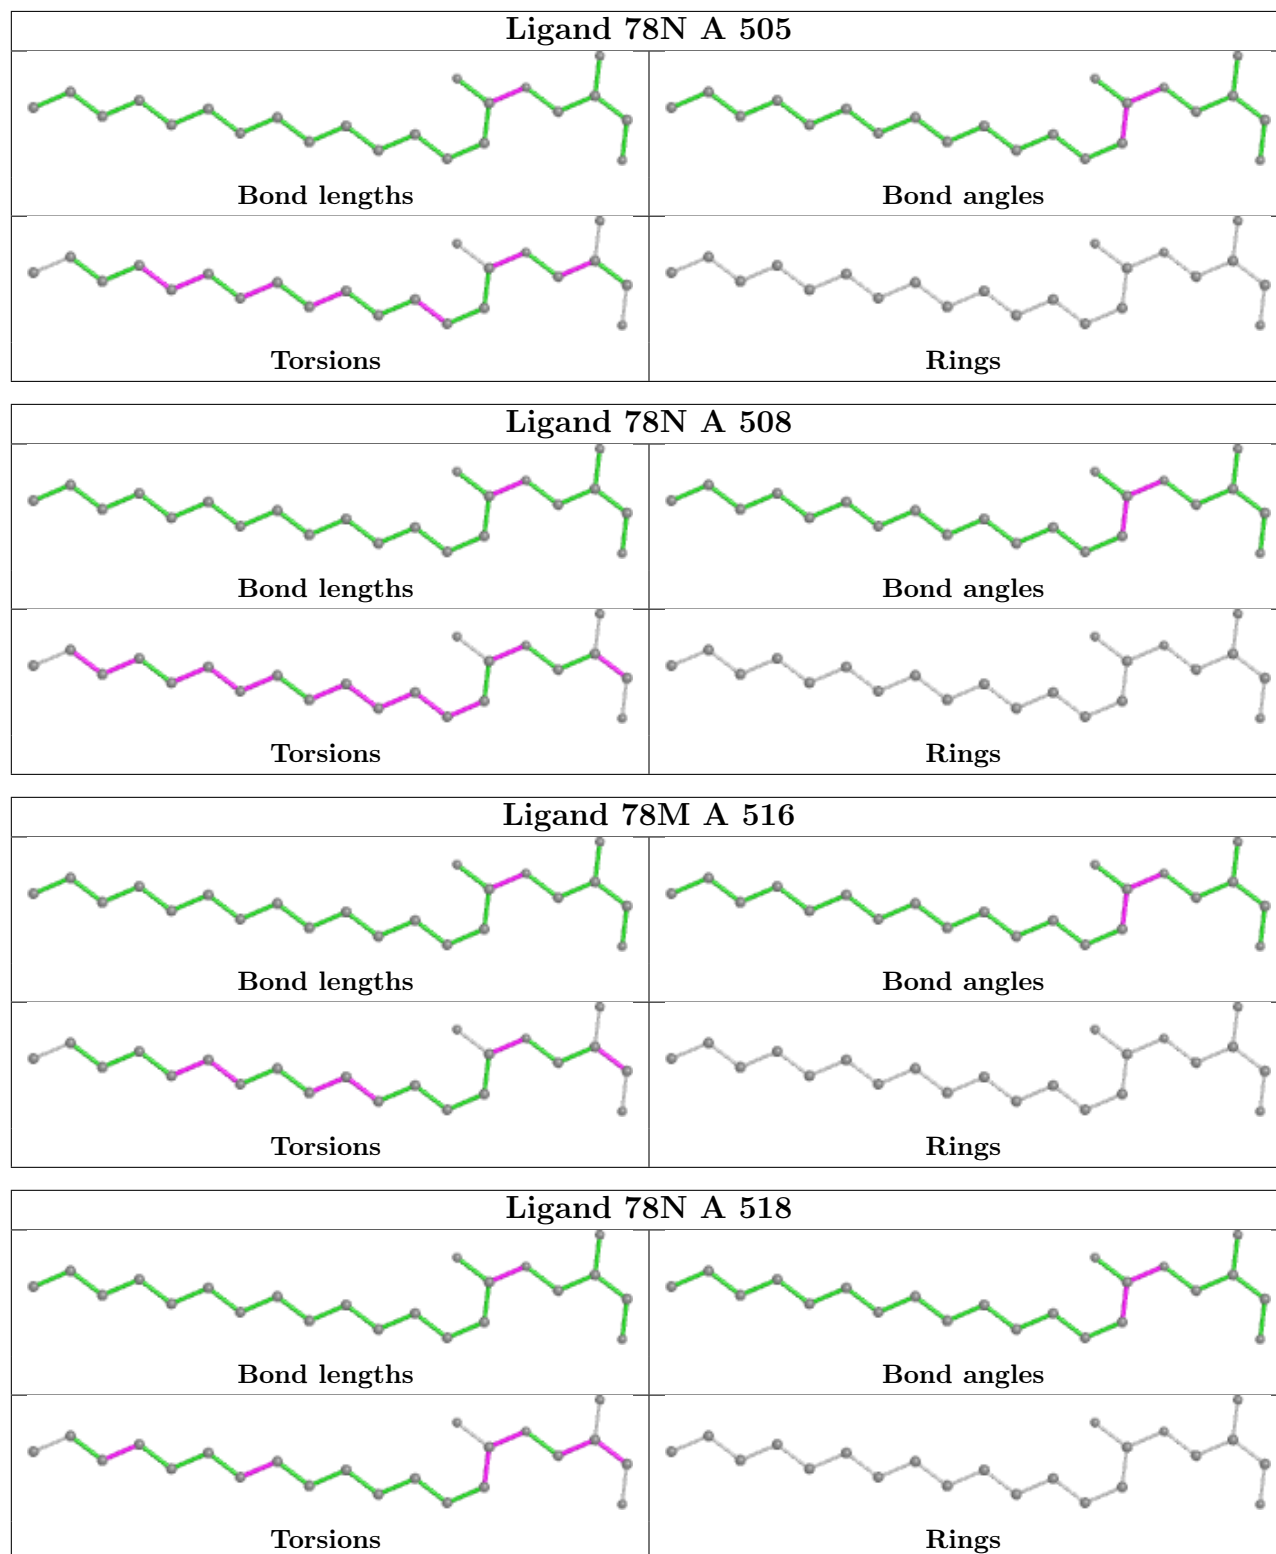 Ligand 78N A 505
Bond lengths
Bond angles
Torsions
Rings
Ligand 78N A 508
Bond lengths
Bond angles
Torsions
Rings
Ligand 78M A 516
Bond lengths
Bond angles
Torsions
Rings
Ligand 78N A 518
Bond lengths
Bond angles
Torsions
Rings